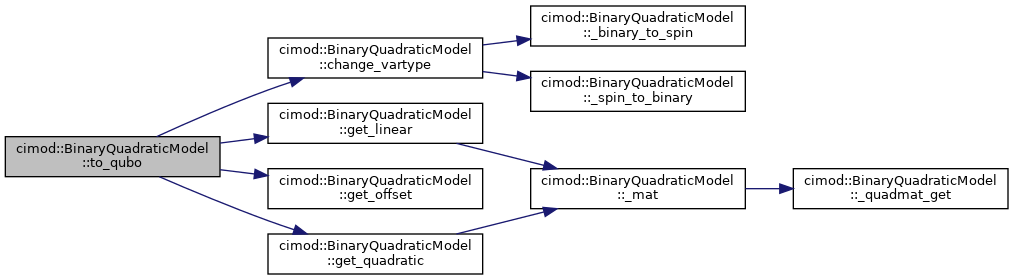 cimod::BinaryQuadraticModel
::to_qubo
cimod::BinaryQuadraticModel
::change_vartype
cimod::BinaryQuadraticModel
::_binary_to_spin
cimod::BinaryQuadraticModel
::_spin_to_binary
cimod::BinaryQuadraticModel
::get_linear
cimod::BinaryQuadraticModel
::get_offset
cimod::BinaryQuadraticModel
::get_quadratic
cimod::BinaryQuadraticModel
::_mat
cimod::BinaryQuadraticModel
::_quadmat_get